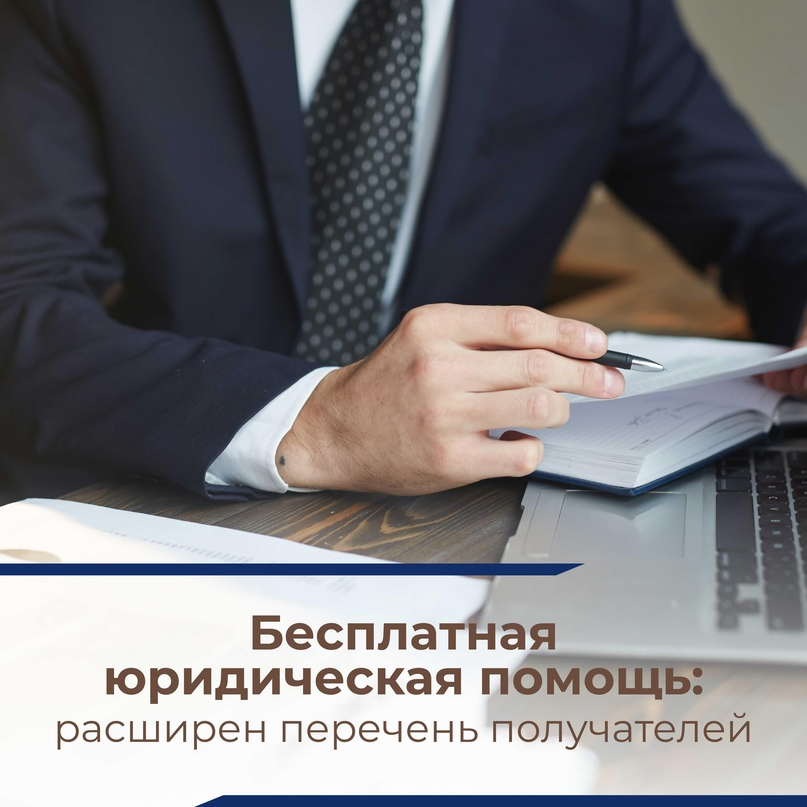 Бесплатная
юридическая помощь:
расширен перечень получателей